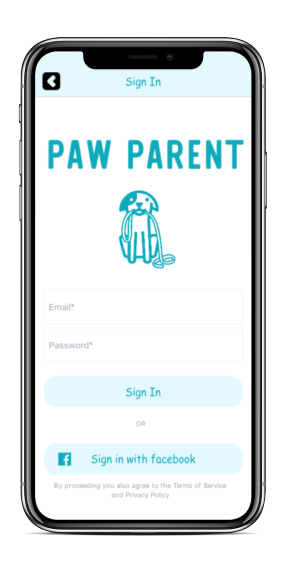 Sign In
PAW PARENT
Email*
Password*
Sign In
OR
Sign in with facebook
By proceeding you also agree to the Terms of Service
and Privacy Policy